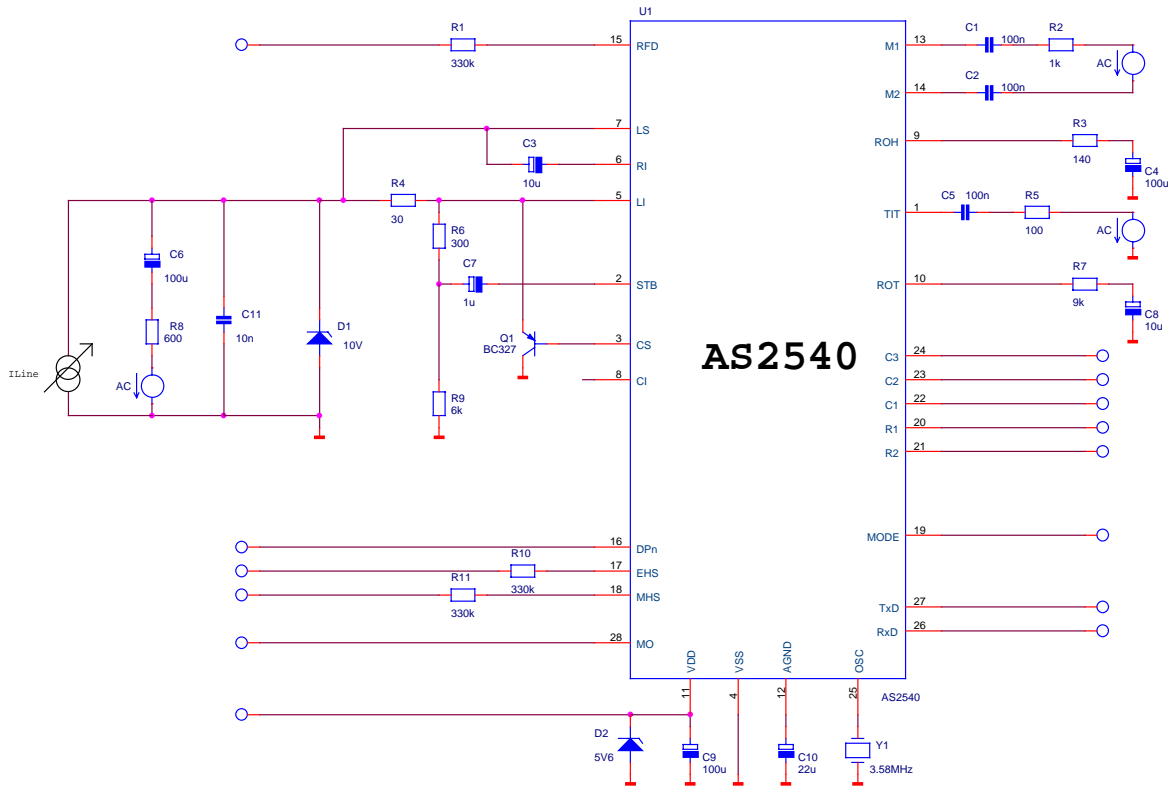 U1
R1
330k
15
RFD
M1
13
C1
100n
R2
1k
AC
C2
100n
14
M2
7
LS
C3
10u
6
RI
ROH
9
R3
140
C4
100u
R4
30
5
LI
TIT
1
C5
100n
R5
100
AC
R6
300
C6
100u
C7
1u
2
STB
ROT
10
R7
9k
C8
10u
C11
10n
R8
600
D1
10V
Q1
BC327
3
CS
AS2540
C3
24
ILine
AC
8
CI
C2
23
R9
6k
C1
22
R1
20
R2
21
MODE
19
16
DPn
R10
330k
17
EHS
R11
330k
18
MHS
TxD
27
RxD
26
28
MO
VDD
VSS
AGND
OSC
11
4
12
25
AS2540
D2
5V6
C9
100u
C10
22u
Y1
3.58MHz